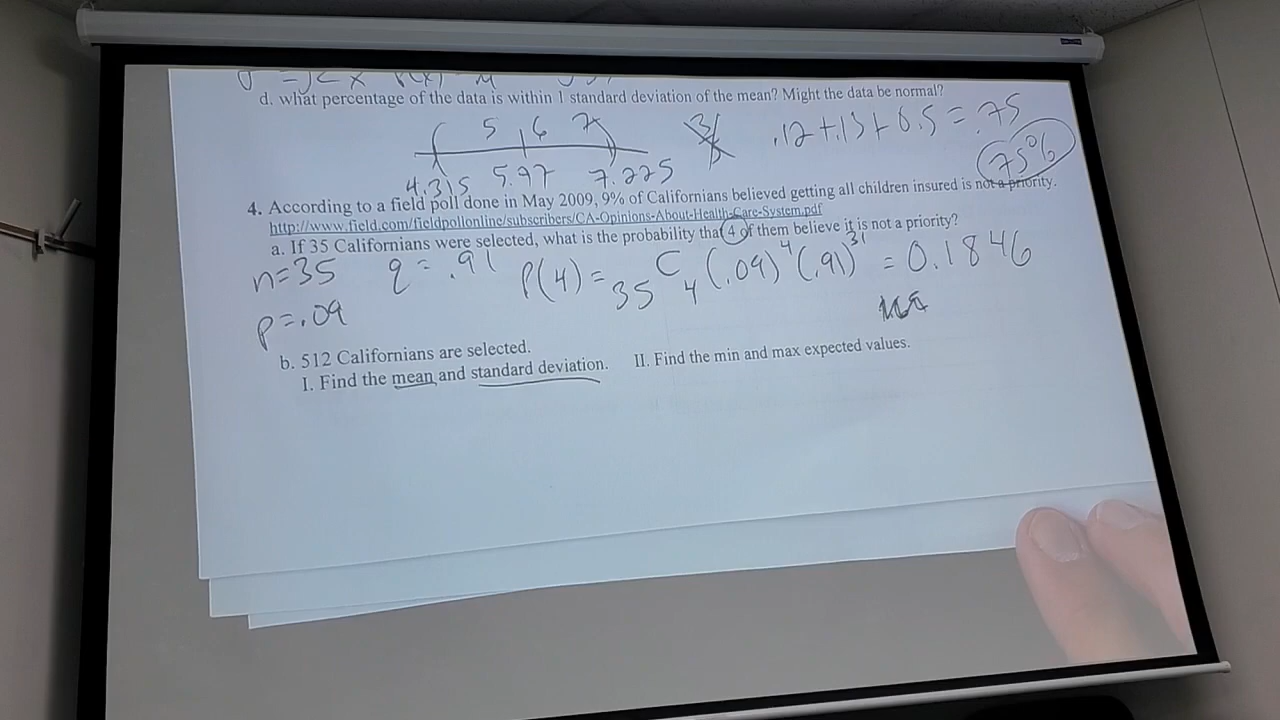 d. what percentage of the data is within 1 standard deviation of the mean? Might the data be normal?
5 6 7
4.315 5.97 7.225
.12 + .13 + 0.5 = .75
75%
4. According to a field poll done in May 2009, 9% of Californians believed getting all children insured is not a priority.
http://www.field.com/fieldpollonline/subscribers/CA-Opinions-About-Health-Care-System.pdf
a. If 35 Californians were selected, what is the probability that 4 of them believe it is not a priority?
n=35 q = .91 P(4) = 35 C 4 (.09)^4 (.91)^31 = 0.1846
p=.09
b. 512 Californians are selected.
I. Find the mean and standard deviation. II. Find the min and max expected values.